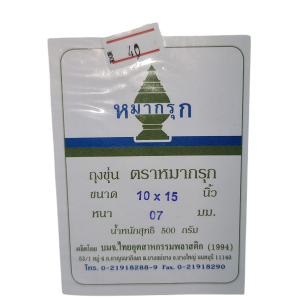 40
หมากรุก
ถุงขุ่น ตราหมากรุก
ขนาด 10 x 15 นิ้ว
หนา 07 มม.
น้ำหนักสุทธิ 500 กรัม
ผลิตโดย บมจ.ไทยอุตสาหกรรมพลาสติก (1994)
โทร. 0-21918288-9 Fax. 0-21918290